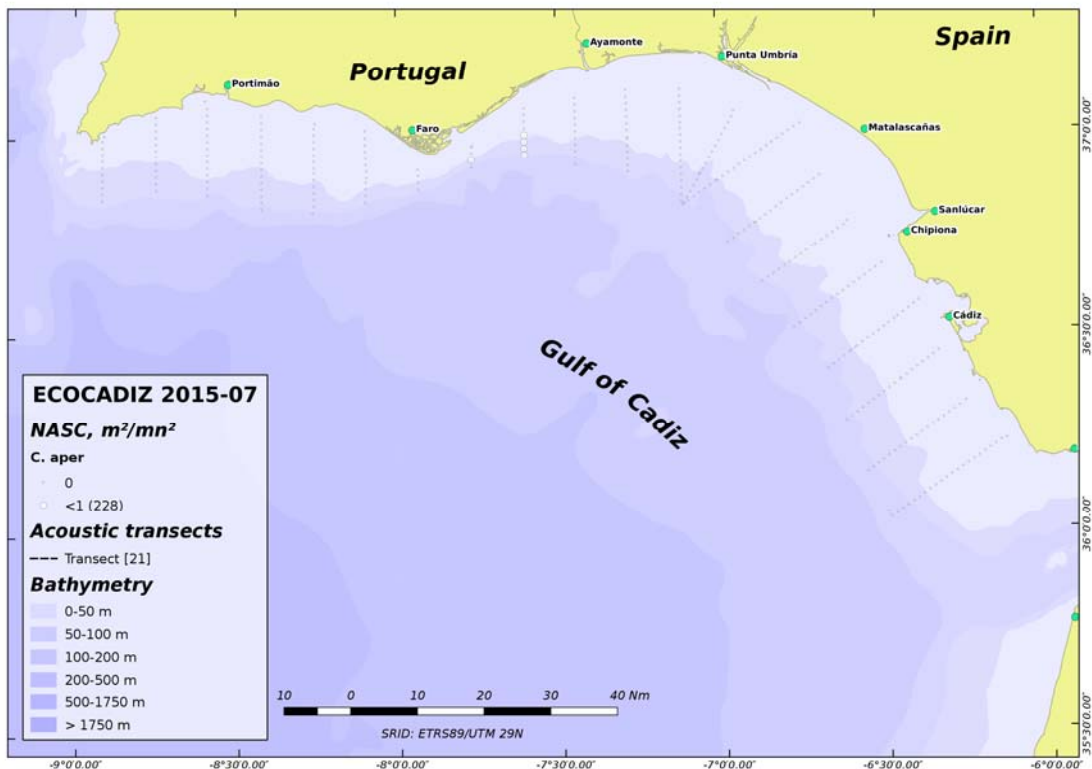 Spain
Ayamonte
Punta Umbría
Portugal
Portimão
Faro
Matalascañas
Sanlúcar
Chipiona
Cádiz
Gulf of Cadiz
ECOCADIZ 2015-07
NASC, m²/mn²
C. aper
0
<1 (228)
Acoustic transects
Transect [21]
Bathymetry
0-50 m
50-100 m
100-200 m
200-500 m
500-1750 m
> 1750 m
10 0 10 20 30 40 Nm
SRID: ETRS89/UTM 29N
37°0'0.00"
36°30'0.00"
36°0'0.00"
35°30'0.00"
-9°0'0.00" -8°30'0.00" -8°0'0.00" -7°30'0.00" -7°0'0.00" -6°30'0.00" -6°0'0.00"